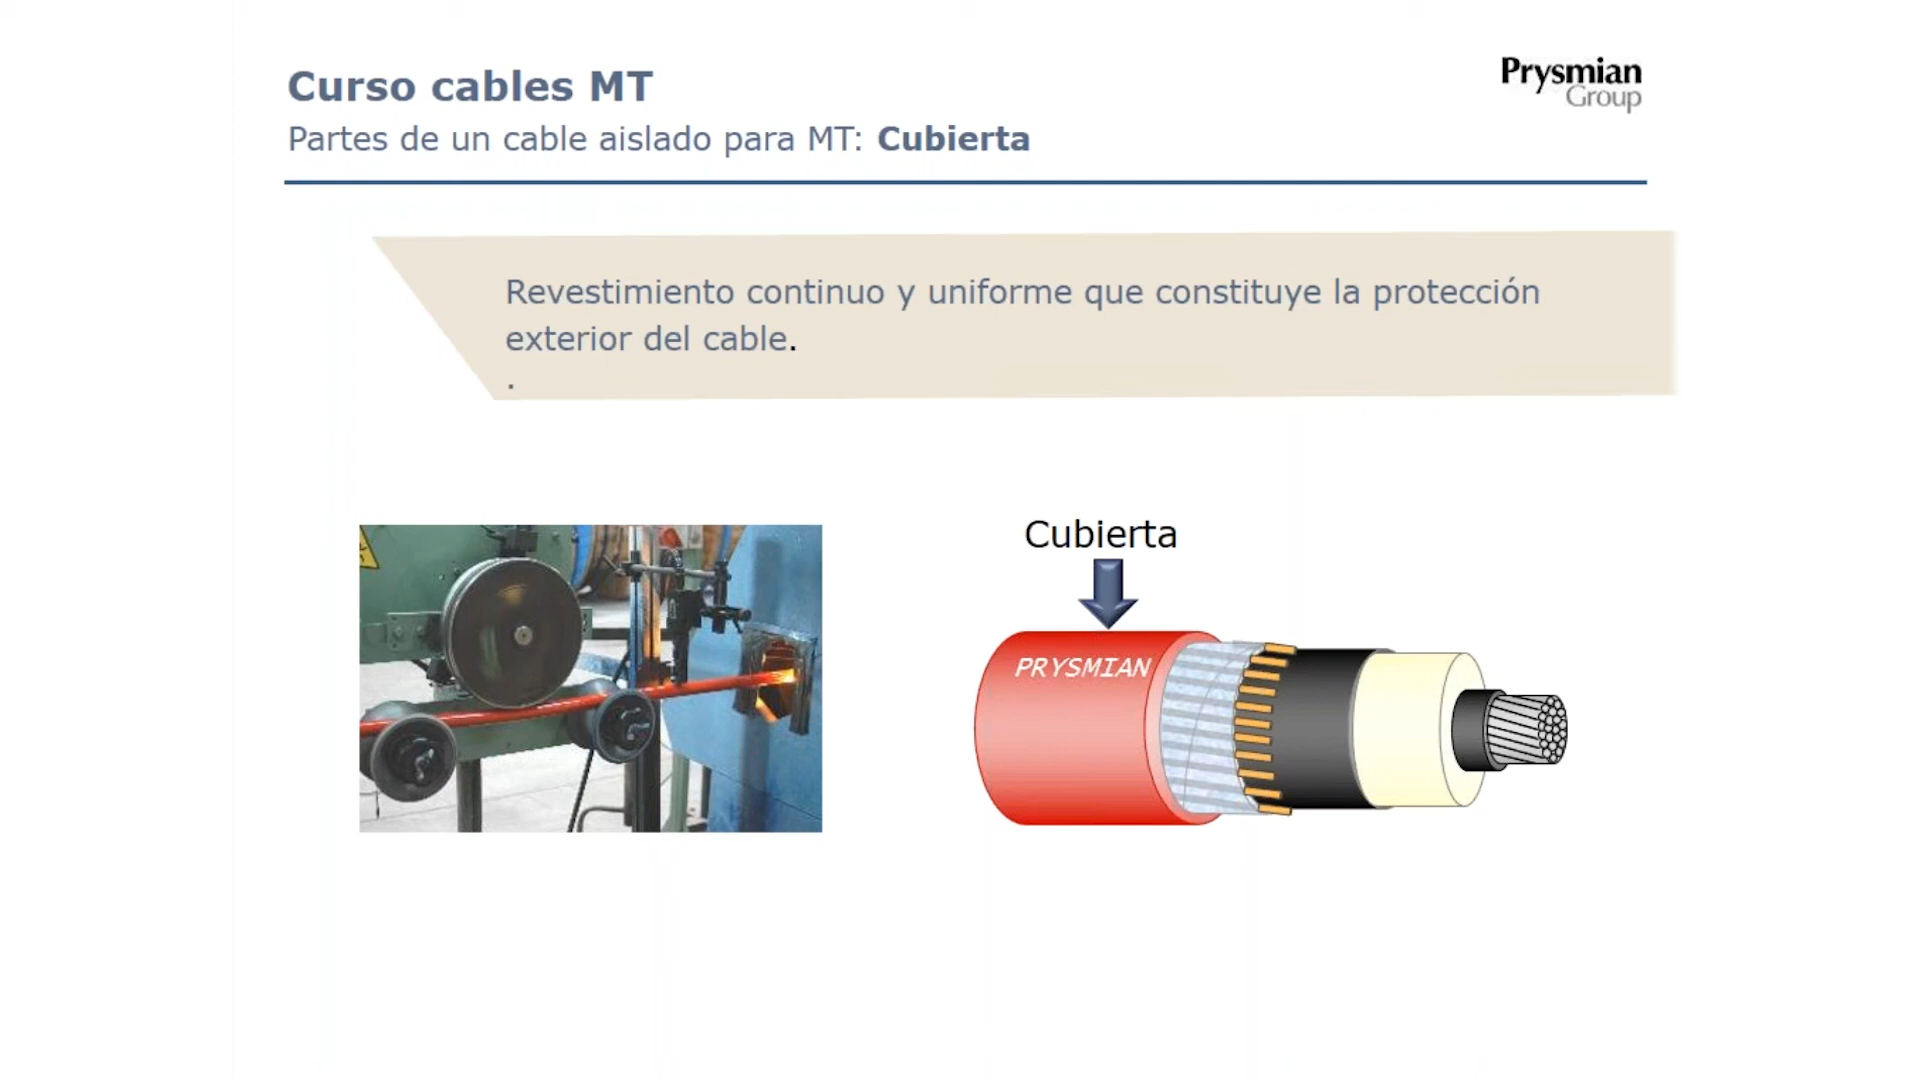 Curso cables MT
Prysmian
Group
Partes de un cable aislado para MT: Cubierta
Revestimiento continuo y uniforme que constituye la protección
exterior del cable.
.
Cubierta
PRYSMIAN